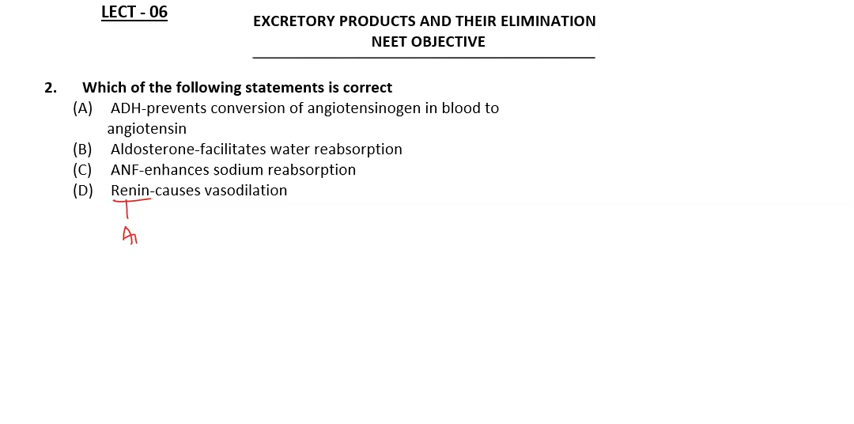 LECT - 06
EXCRETORY PRODUCTS AND THEIR ELIMINATION
NEET OBJECTIVE
2. Which of the following statements is correct
(A) ADH-prevents conversion of angiotensinogen in blood to
angiotensin
(B) Aldosterone-facilitates water reabsorption
(C) ANF-enhances sodium reabsorption
(D) Renin-causes vasodilation